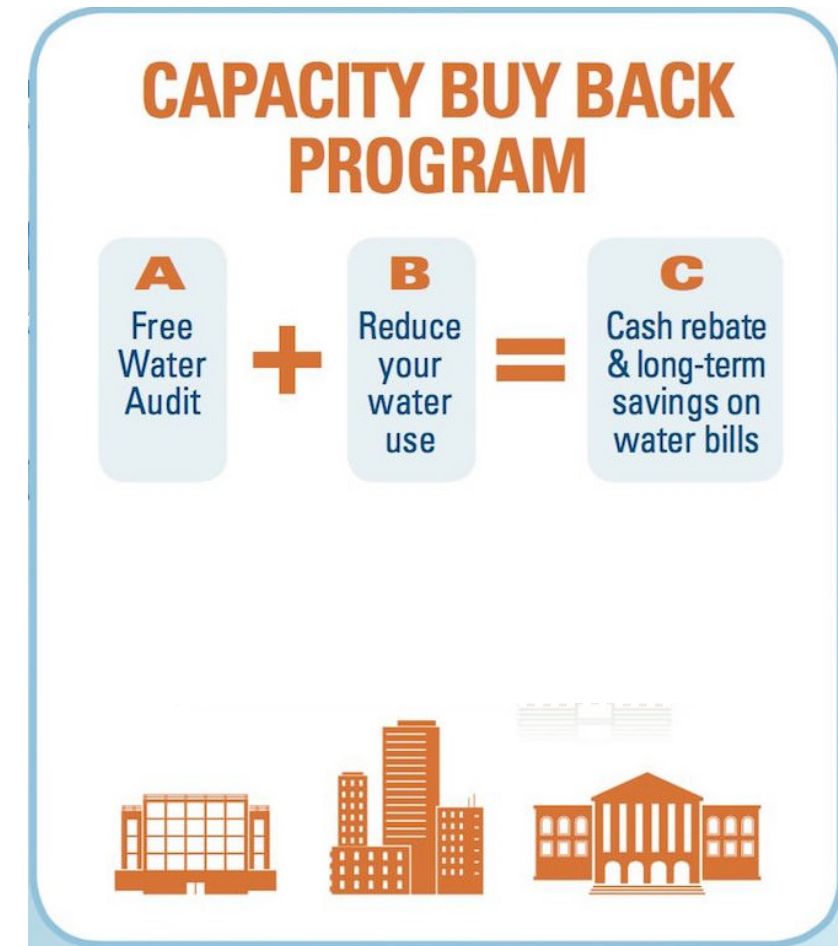 CAPACITY BUY BACK
PROGRAM
A
Free
Water
Audit
+
B
Reduce
your
water
use
=
C
Cash rebate
& long-term
savings on
water bills